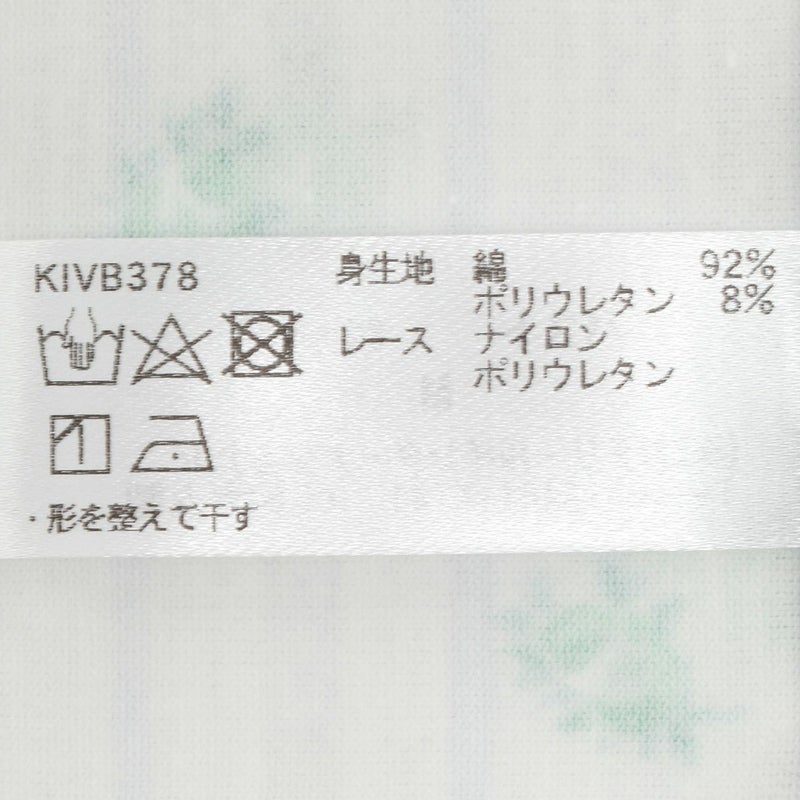 KIVB378
身生地 綿 92%
ポリウレタン 8%
レース ナイロン
ポリウレタン
・形を整えて干す